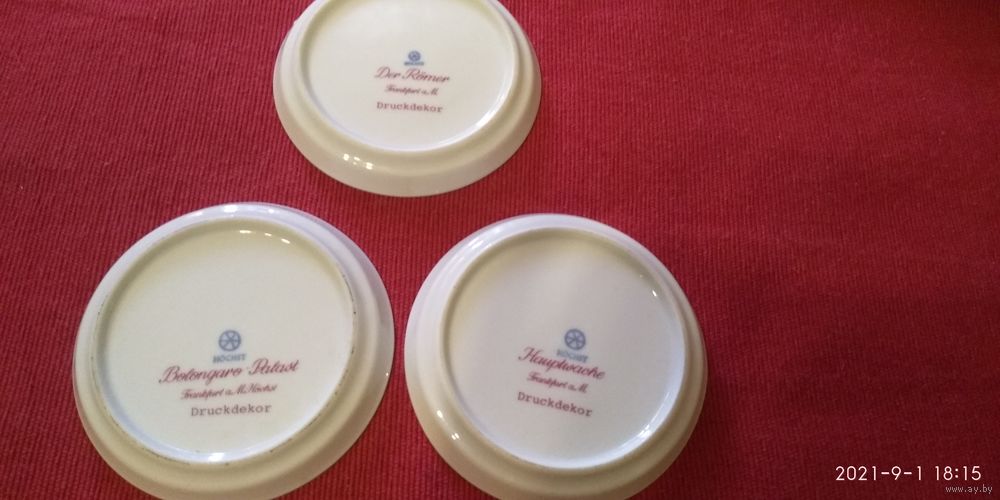 HÖCHST
Der Römer
Frankfurt a.M.
Druckdekor
HÖCHST
Bolongaro-Palast
Frankfurt a.M. Höchst
Druckdekor
HÖCHST
Hauptwache
Frankfurt a.M.
Druckdekor
2021-9-1 18:15
www.ay.by